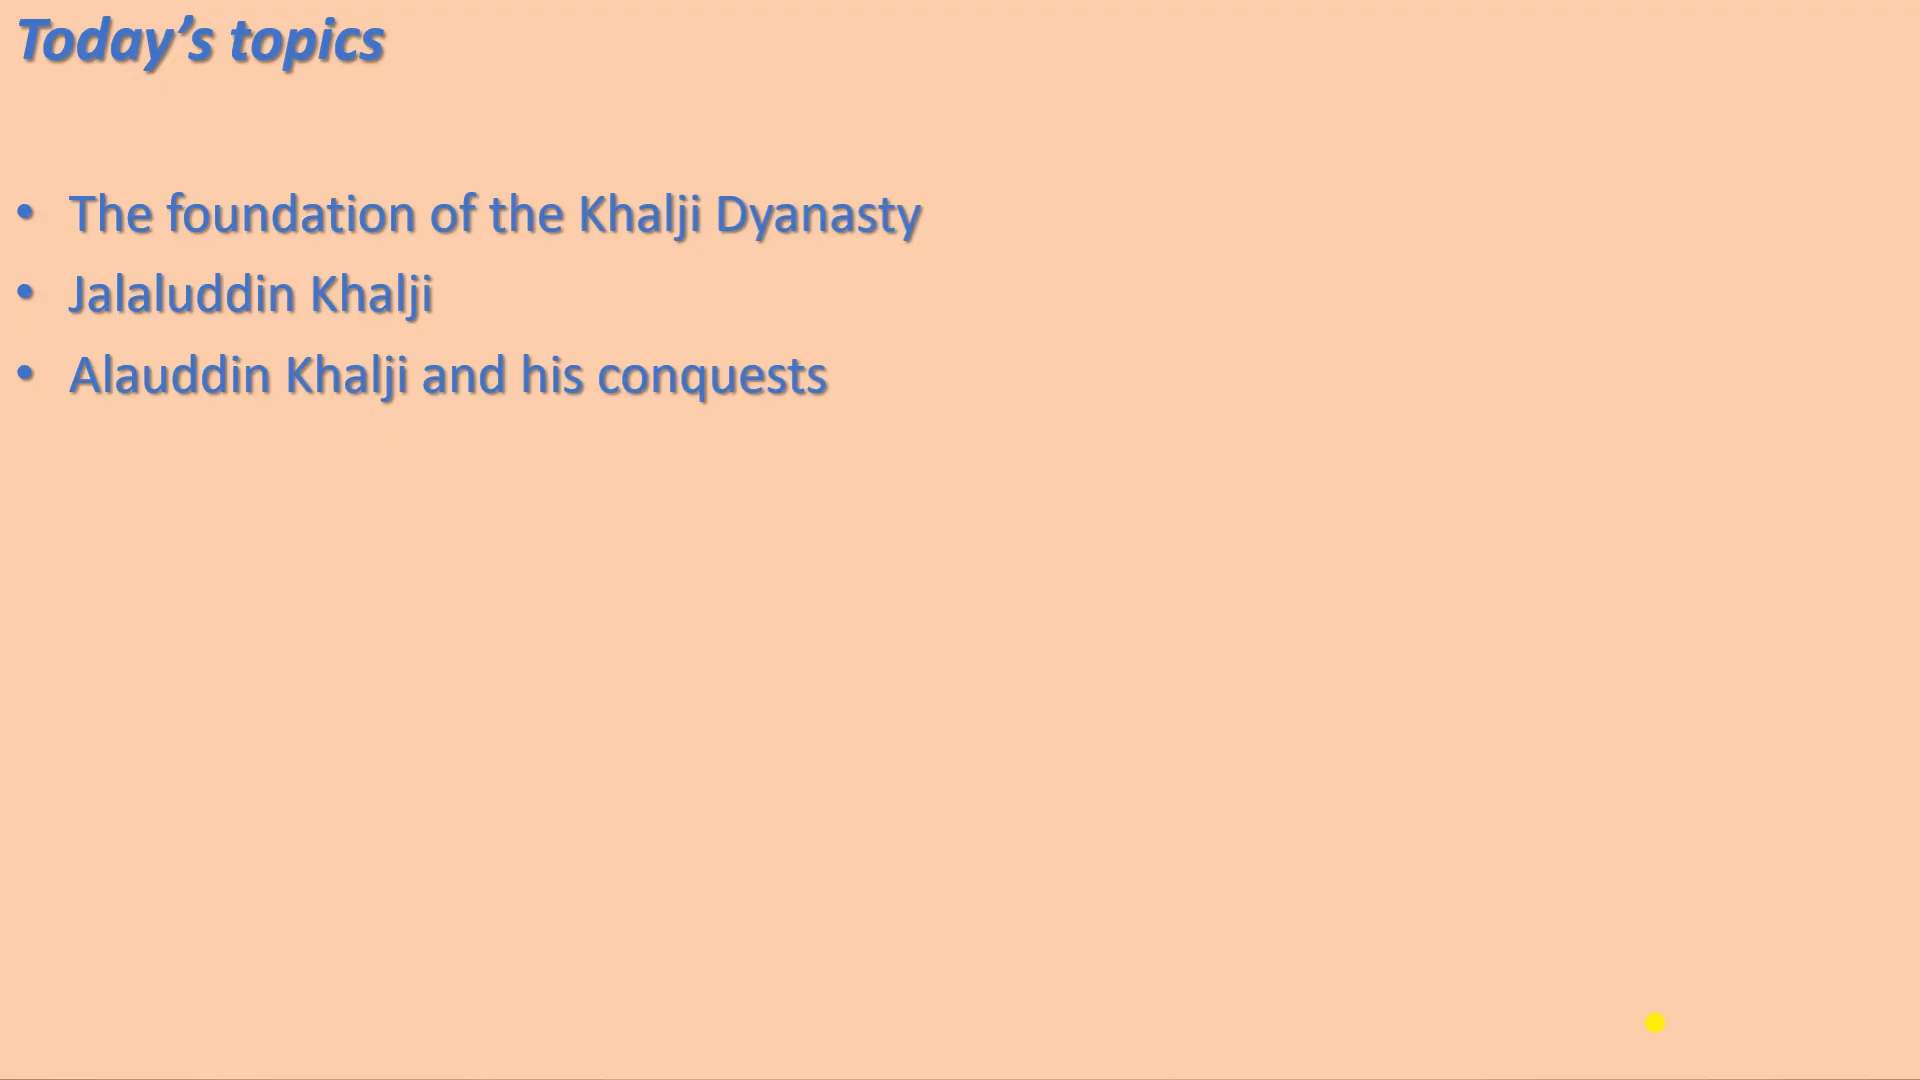 Today’s topics
• The foundation of the Khalji Dyanasty
• Jalaluddin Khalji
• Alauddin Khalji and his conquests